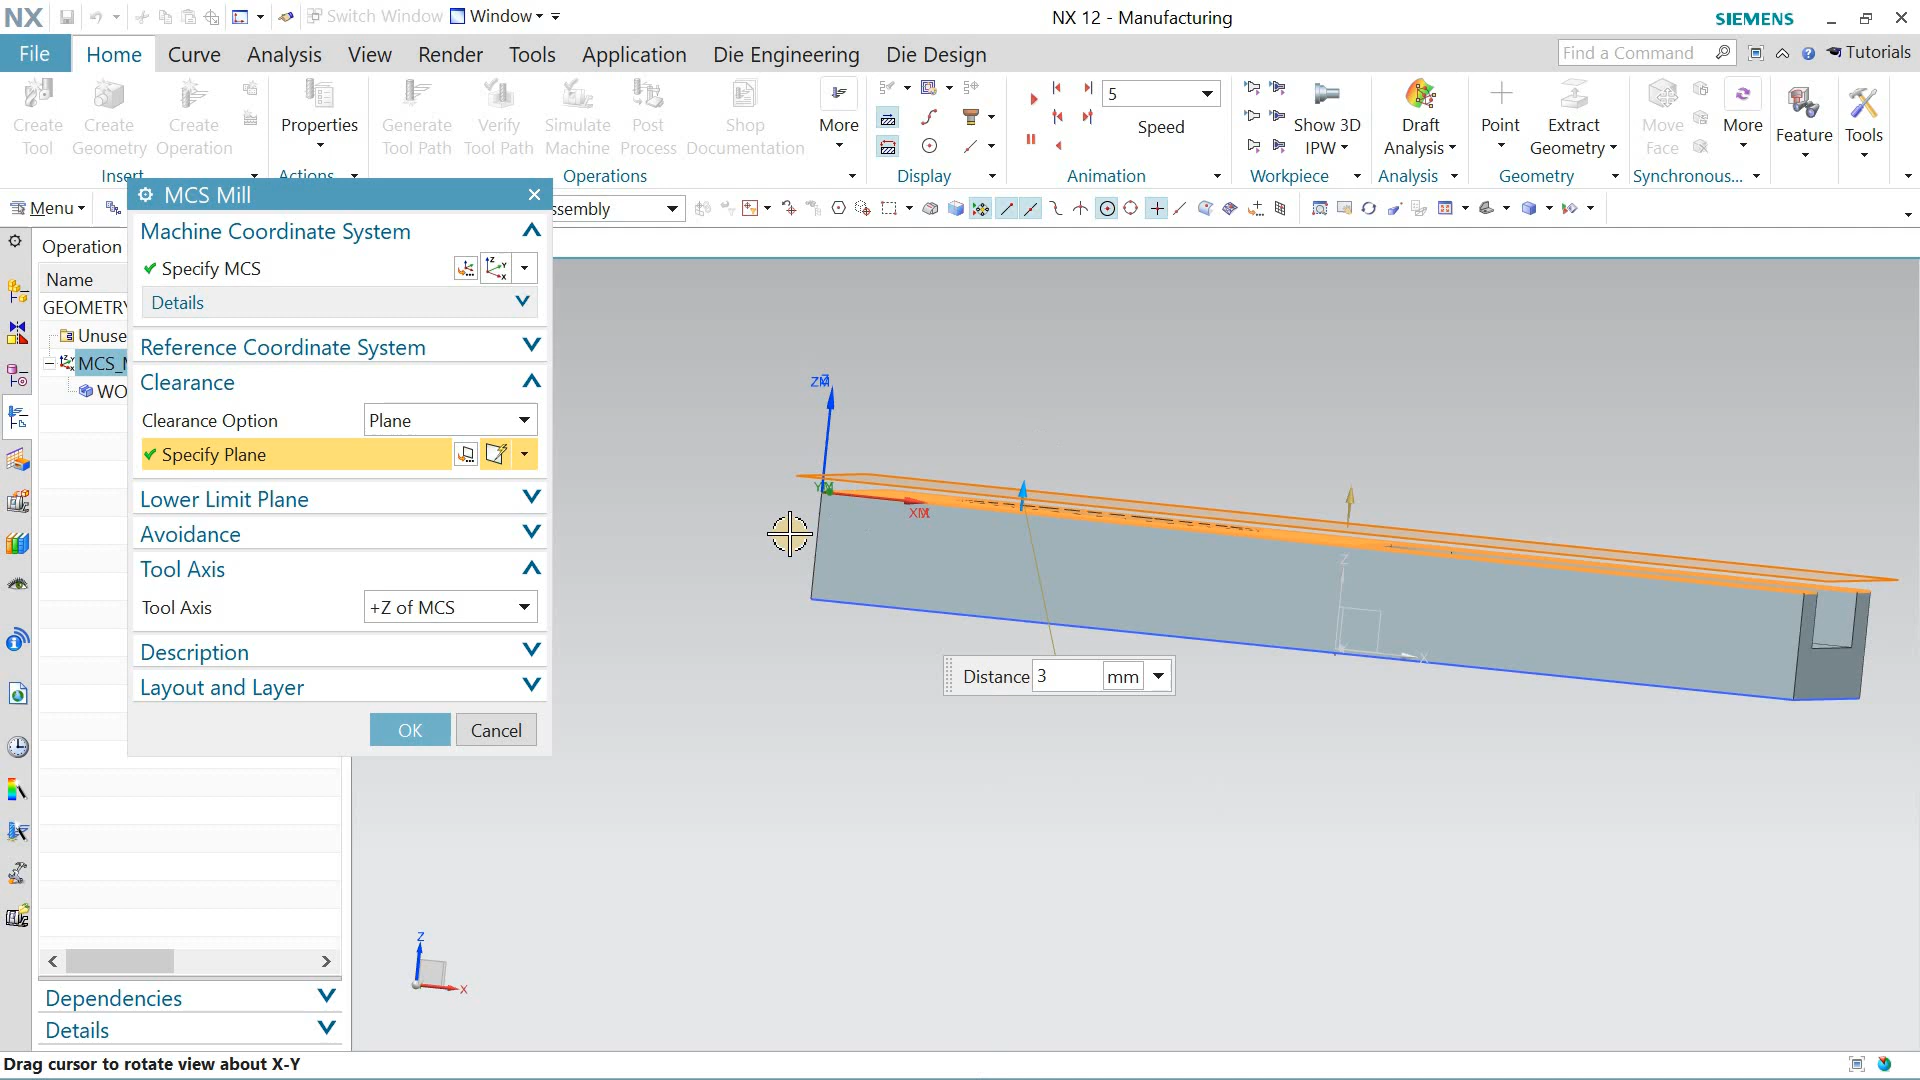 NX Switch Window Window NX 12 - Manufacturing SIEMENS
File Home Curve Analysis View Render Tools Application Die Engineering Die Design Find a Command Tutorials
Create Tool
Create Geometry
Create Operation
Properties
Generate Tool Path
Verify Tool Path
Simulate Machine
Post Process
Shop Documentation
More
5
Speed
Show 3D IPW
Draft Analysis
Point
Extract Geometry
Move Face
More
Feature
Tools
Insert Actions Operations Display Animation Workpiece Analysis Geometry Synchronous...
Menu ssembly
MCS Mill
Machine Coordinate System
Specify MCS
Details
Reference Coordinate System
Clearance
Clearance Option Plane
Specify Plane
Lower Limit Plane
Avoidance
Tool Axis
Tool Axis +Z of MCS
Description
Layout and Layer
OK Cancel
Operation
Name
GEOMETRY
Unuse
MCS_M
WO
Dependencies
Details
XM
Z
X
Distance 3 mm
Z
X
Drag cursor to rotate view about X-Y